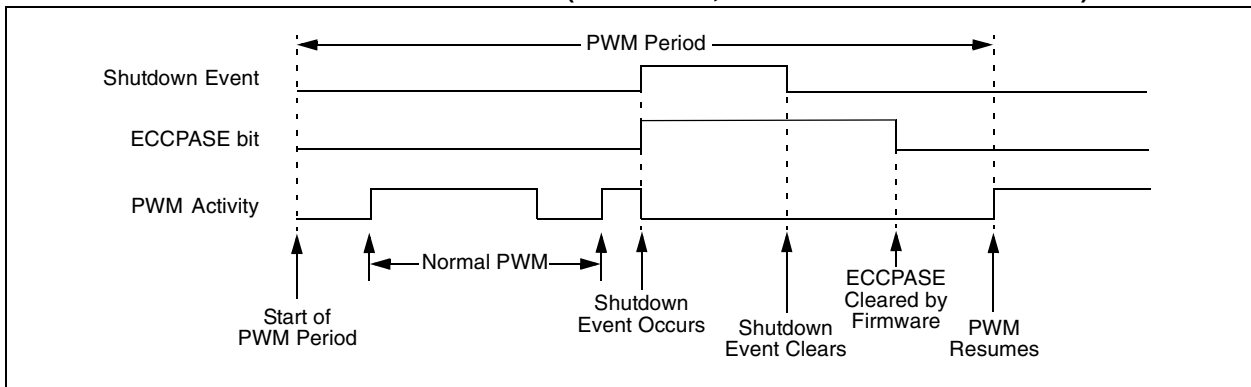 PWM Period
Shutdown Event
ECCPASE bit
PWM Activity
Normal PWM
Start of
PWM Period
Shutdown
Event Occurs
Shutdown
Event Clears
ECCPASE
Cleared by
Firmware
PWM
Resumes